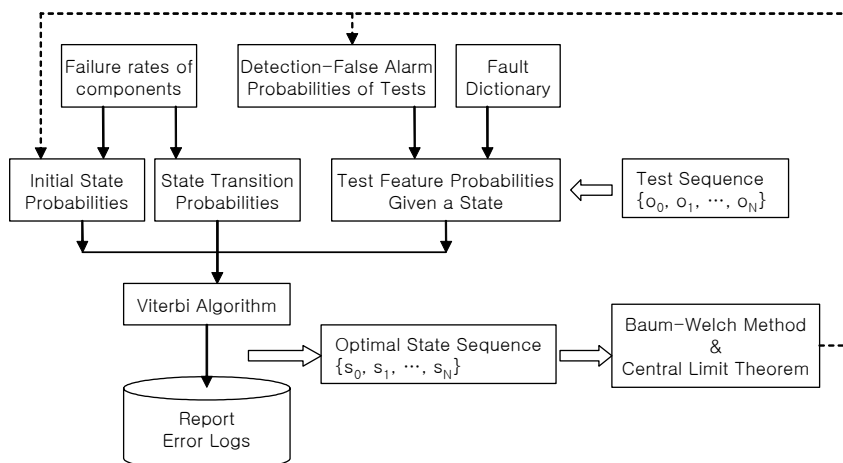 Failure rates of
components
Detection-False Alarm
Probabilities of Tests
Fault
Dictionary
Initial State
Probabilities
State Transition
Probabilities
Test Feature Probabilities
Given a State
Test Sequence
{o₀, o₁, ⋯, o_N}
Viterbi Algorithm
Optimal State Sequence
{s₀, s₁, ⋯, s_N}
Baum-Welch Method
&
Central Limit Theorem
Report
Error Logs